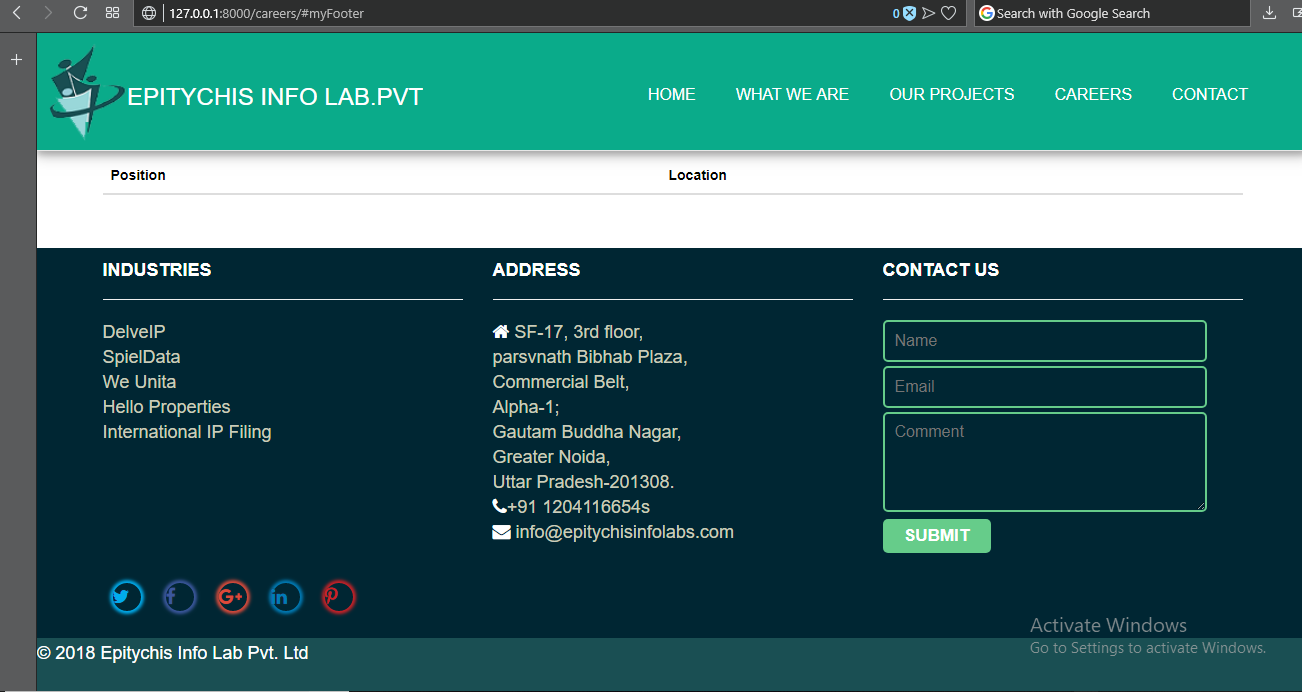 127.0.0.1:8000/careers/#myFooter
0
Search with Google Search
EPITYCHIS INFO LAB.PVT
HOME WHAT WE ARE OUR PROJECTS CAREERS CONTACT
Position Location
INDUSTRIES
DelveIP
SpielData
We Unita
Hello Properties
International IP Filing
ADDRESS
SF-17, 3rd floor,
parsvnath Bibhab Plaza,
Commercial Belt,
Alpha-1;
Gautam Buddha Nagar,
Greater Noida,
Uttar Pradesh-201308.
+91 1204116654s
info@epitychisinfolabs.com
CONTACT US
Name
Email
Comment
SUBMIT
f G+ in
Activate Windows
Go to Settings to activate Windows.
© 2018 Epitychis Info Lab Pvt. Ltd